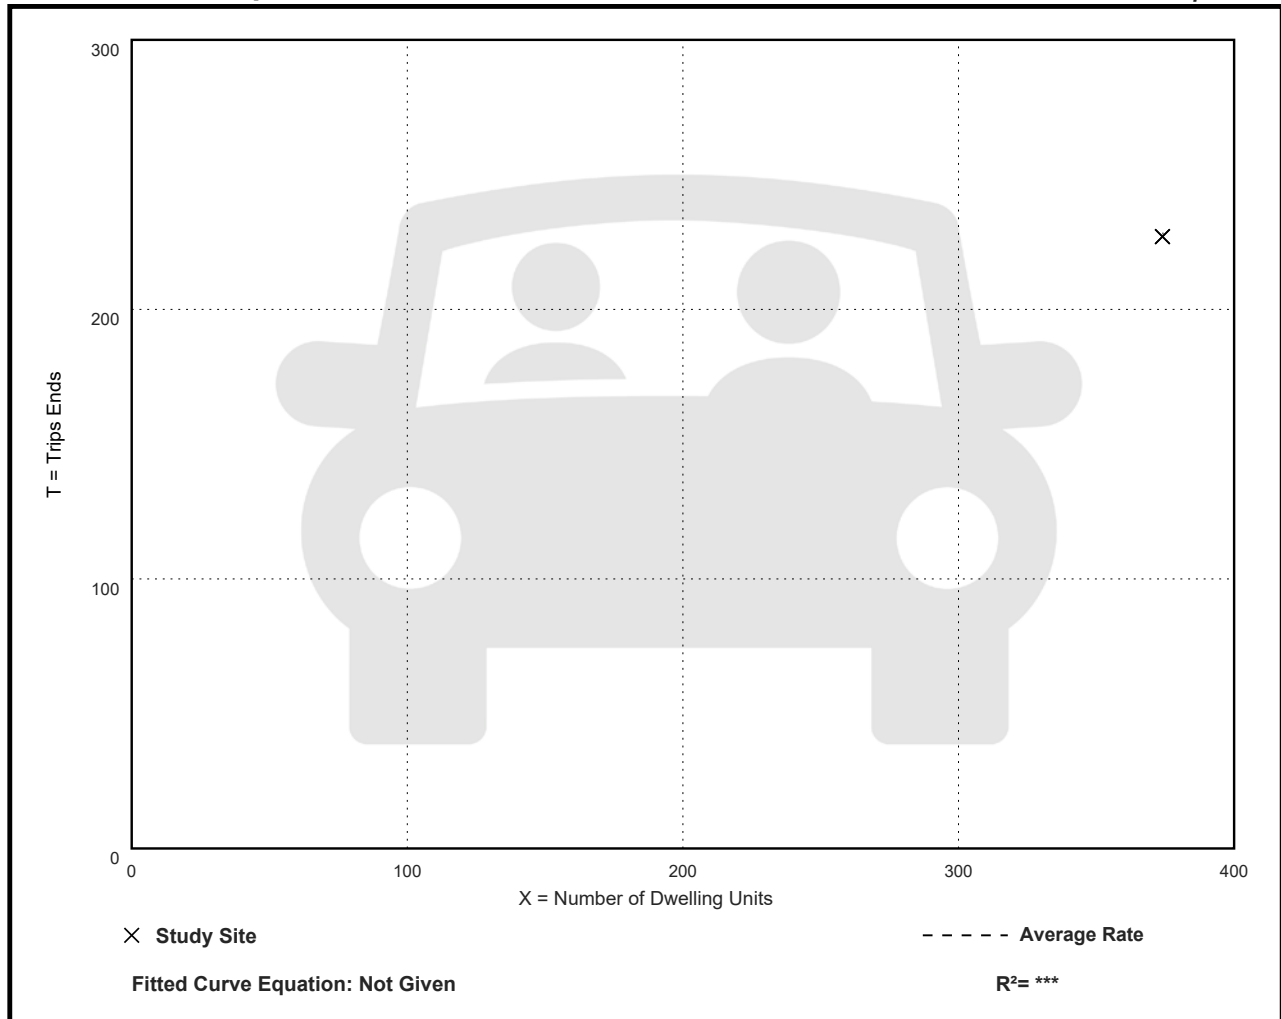 300
200
100
0
T = Trips Ends
0 100 200 300 400
X = Number of Dwelling Units
Study Site
Average Rate
Fitted Curve Equation: Not Given
R²= ***